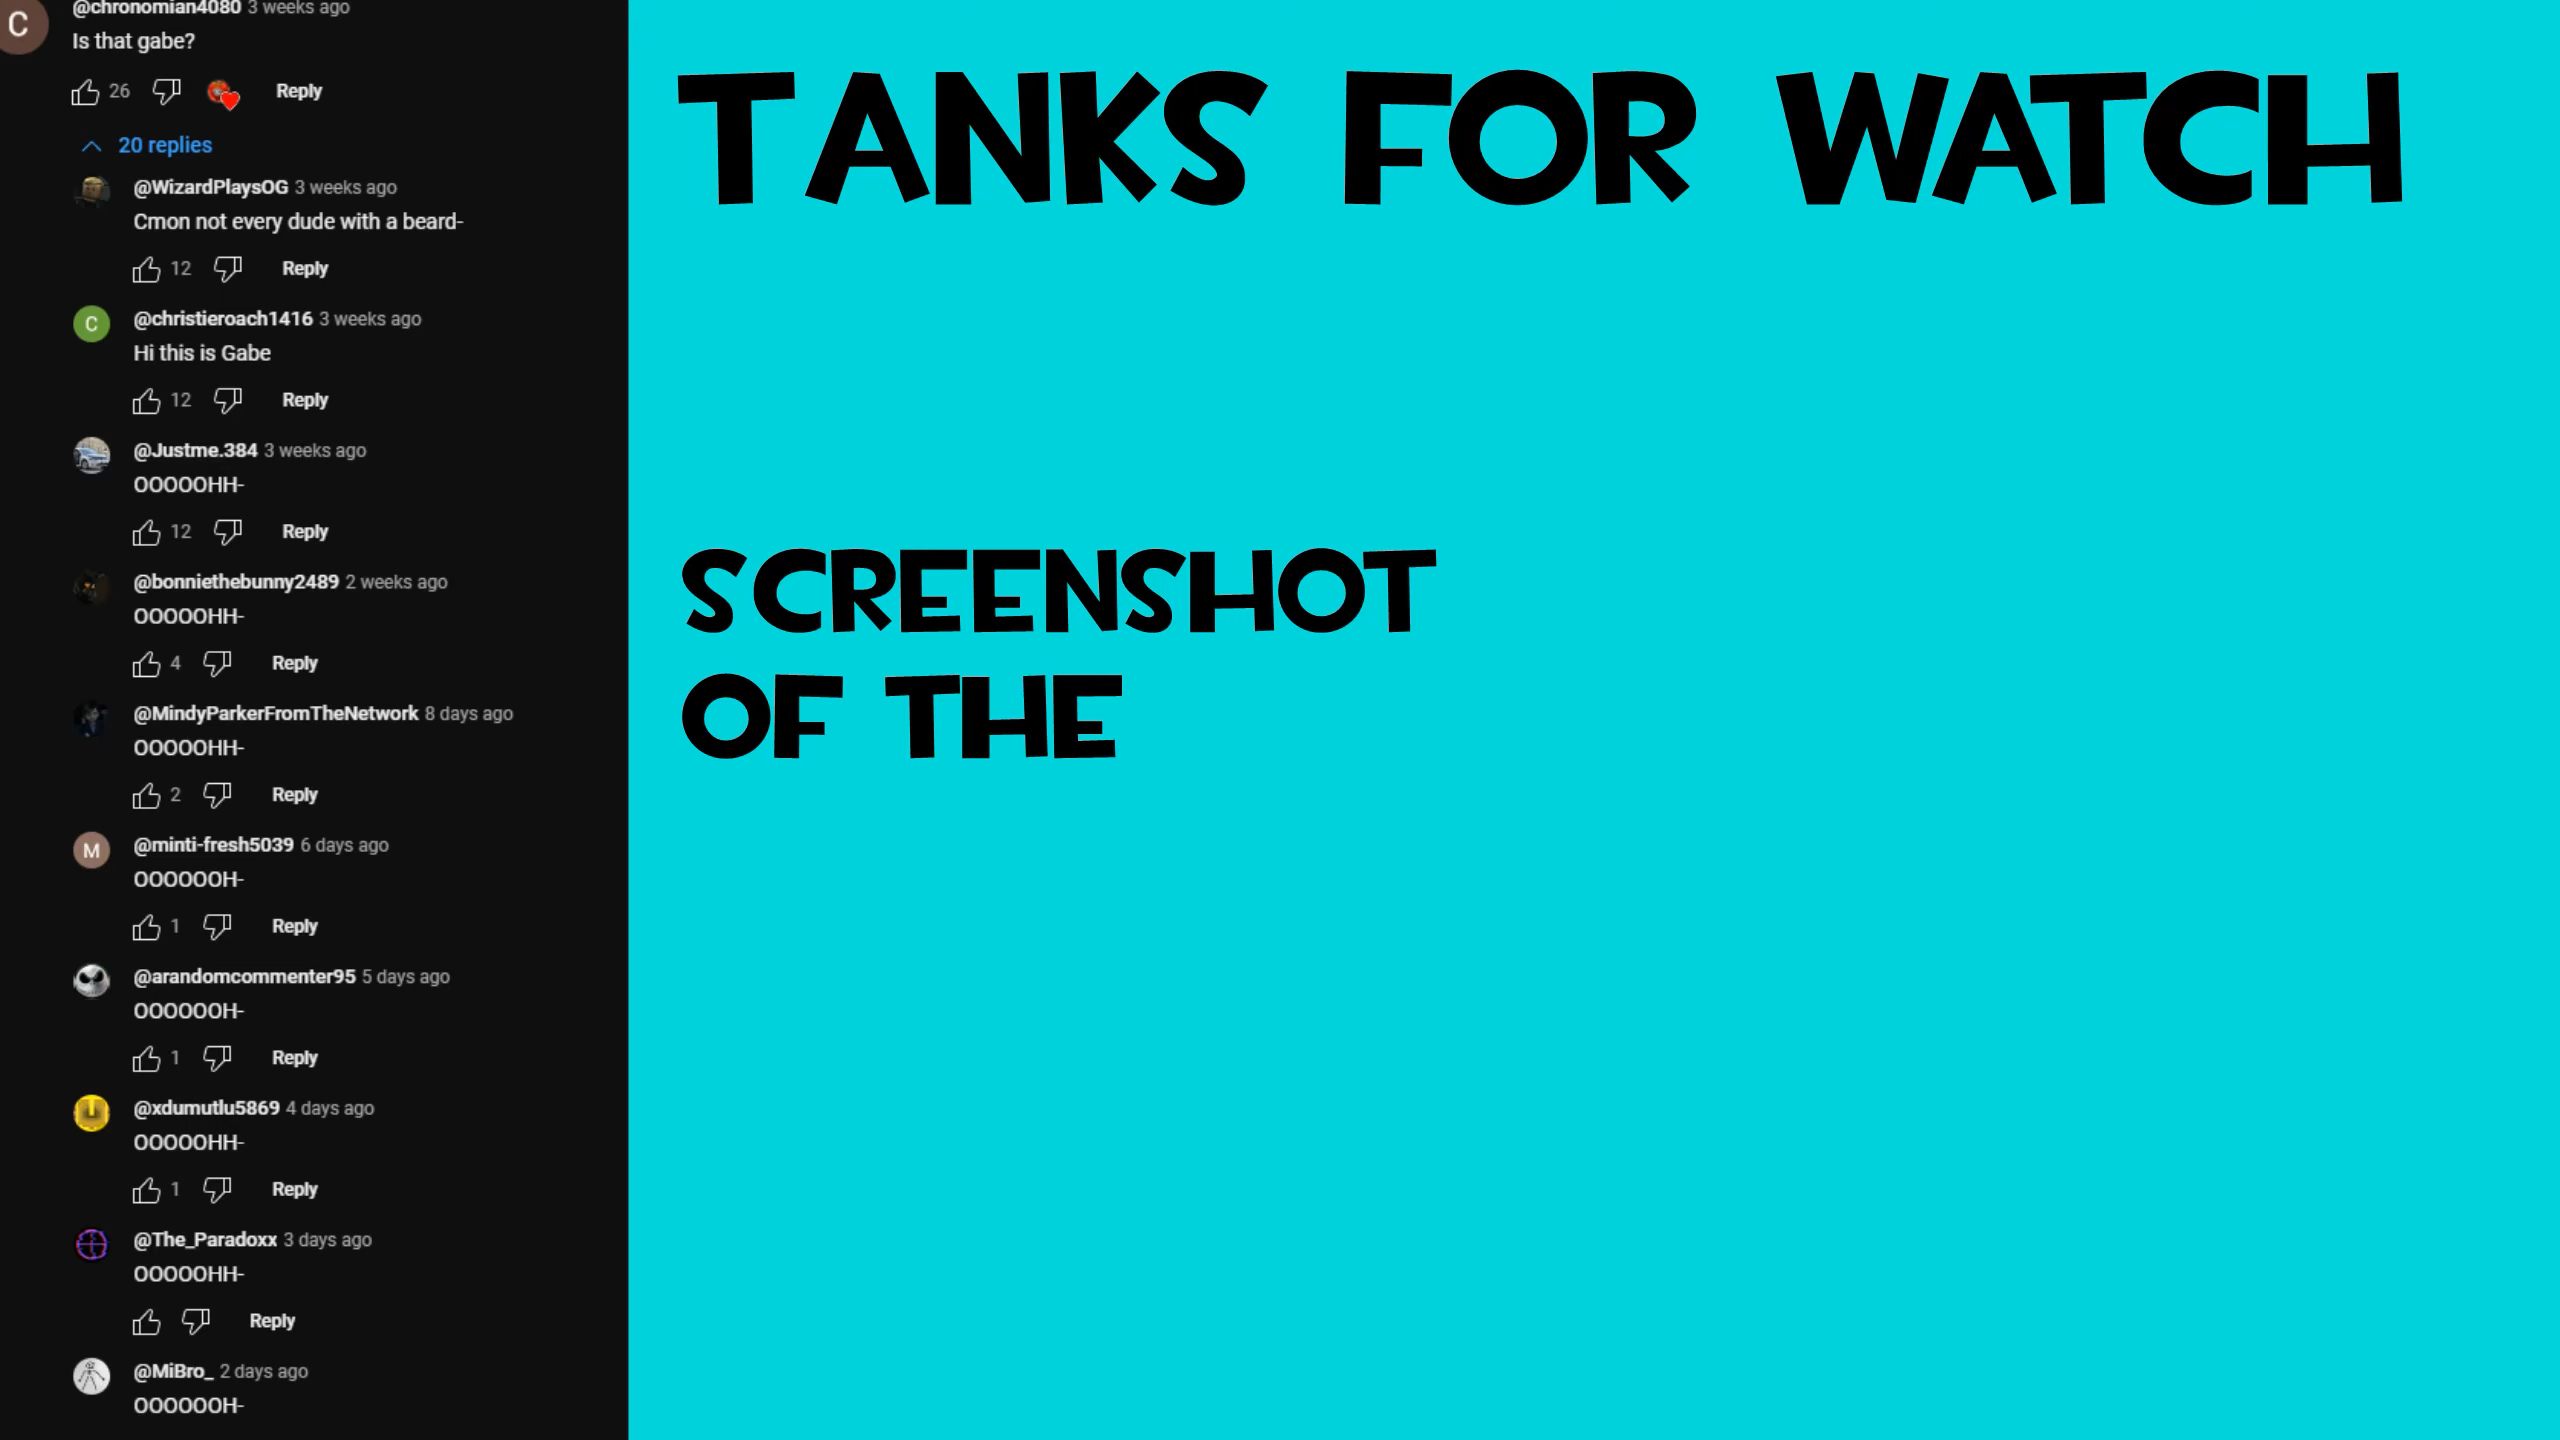 C
@chronomian4080 3 weeks ago
Is that gabe?
26 Reply
20 replies
@WizardPlaysOG 3 weeks ago
Cmon not every dude with a beard-
12 Reply
C
@christieroach1416 3 weeks ago
Hi this is Gabe
12 Reply
@Justme.384 3 weeks ago
OOOOOHH-
12 Reply
@bonniethebunny2489 2 weeks ago
OOOOOHH-
4 Reply
@MindyParkerFromTheNetwork 8 days ago
OOOOOHH-
2 Reply
M
@minti-fresh5039 6 days ago
OOOOOOH-
1 Reply
@arandomcommenter95 5 days ago
OOOOOOH-
1 Reply
@xdumutlu5869 4 days ago
OOOOOHH-
1 Reply
@The_Paradoxx 3 days ago
OOOOOHH-
Reply
@MiBro_ 2 days ago
OOOOOOH-
TANKS FOR WATCH
SCREENSHOT
OF THE